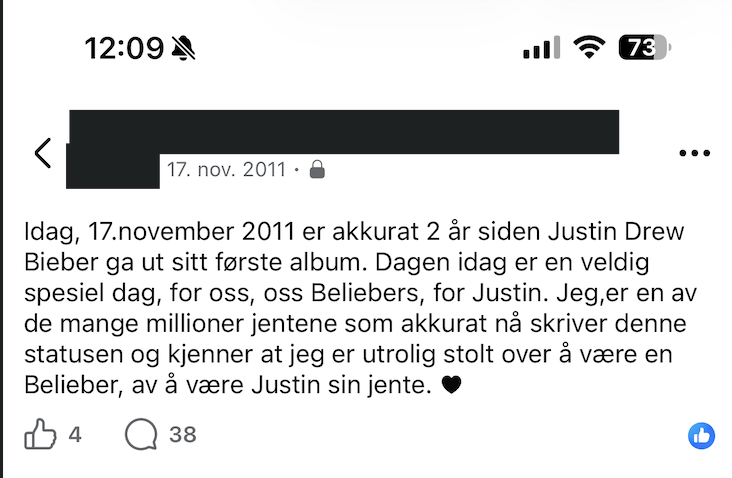 12:09
73
17. nov. 2011 ·
Idag, 17.november 2011 er akkurat 2 år siden Justin Drew
Bieber ga ut sitt første album. Dagen idag er en veldig
spesiel dag, for oss, oss Beliebers, for Justin. Jeg,er en av
de mange millioner jentene som akkurat nå skriver denne
statusen og kjenner at jeg er utrolig stolt over å være en
Belieber, av å være Justin sin jente. ♥
4 38